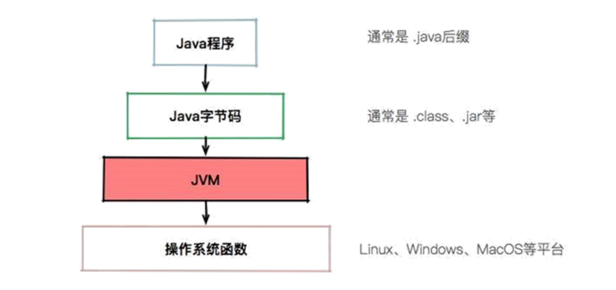 Java程序
通常是 .java后缀
Java字节码
通常是 .class、.jar等
JVM
操作系统函数
Linux、Windows、MacOS等平台